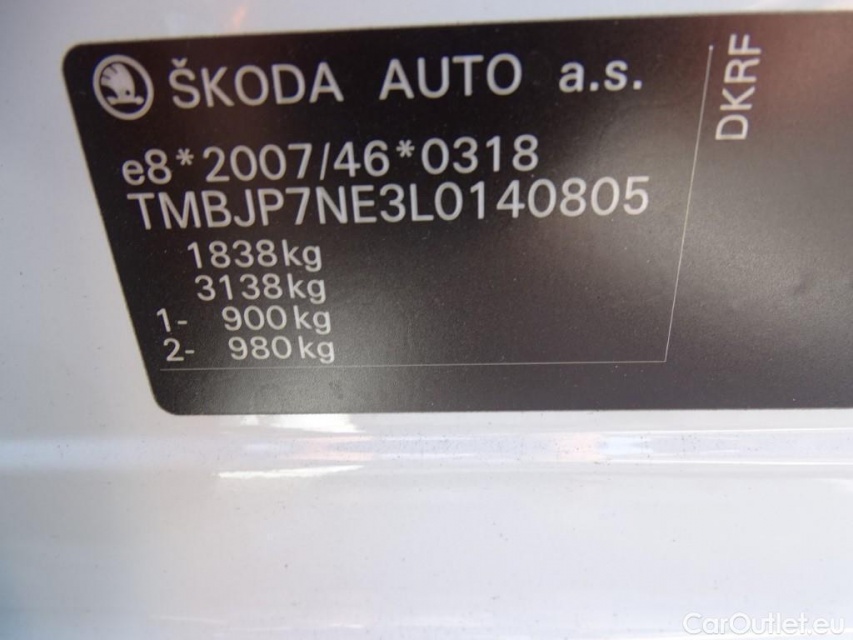 ŠKODA AUTO a.s.
e8*2007/46*0318
TMBJP7NE3L0140805
1838kg
3138kg
1- 900kg
2- 980kg
DKRF
CarOutlet.eu